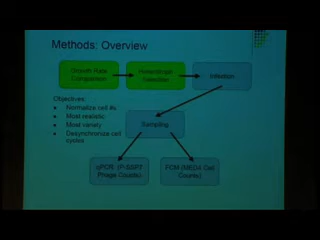 Methods: Overview
Growth Rate
Comparison
Infection
Objectives:
Normalize cell #s
Most realistic
Most variety
Desynchronize cell
cycles
Sampling
qPCR
Phage Counts)
FCM (MED4 Cell
Counts)